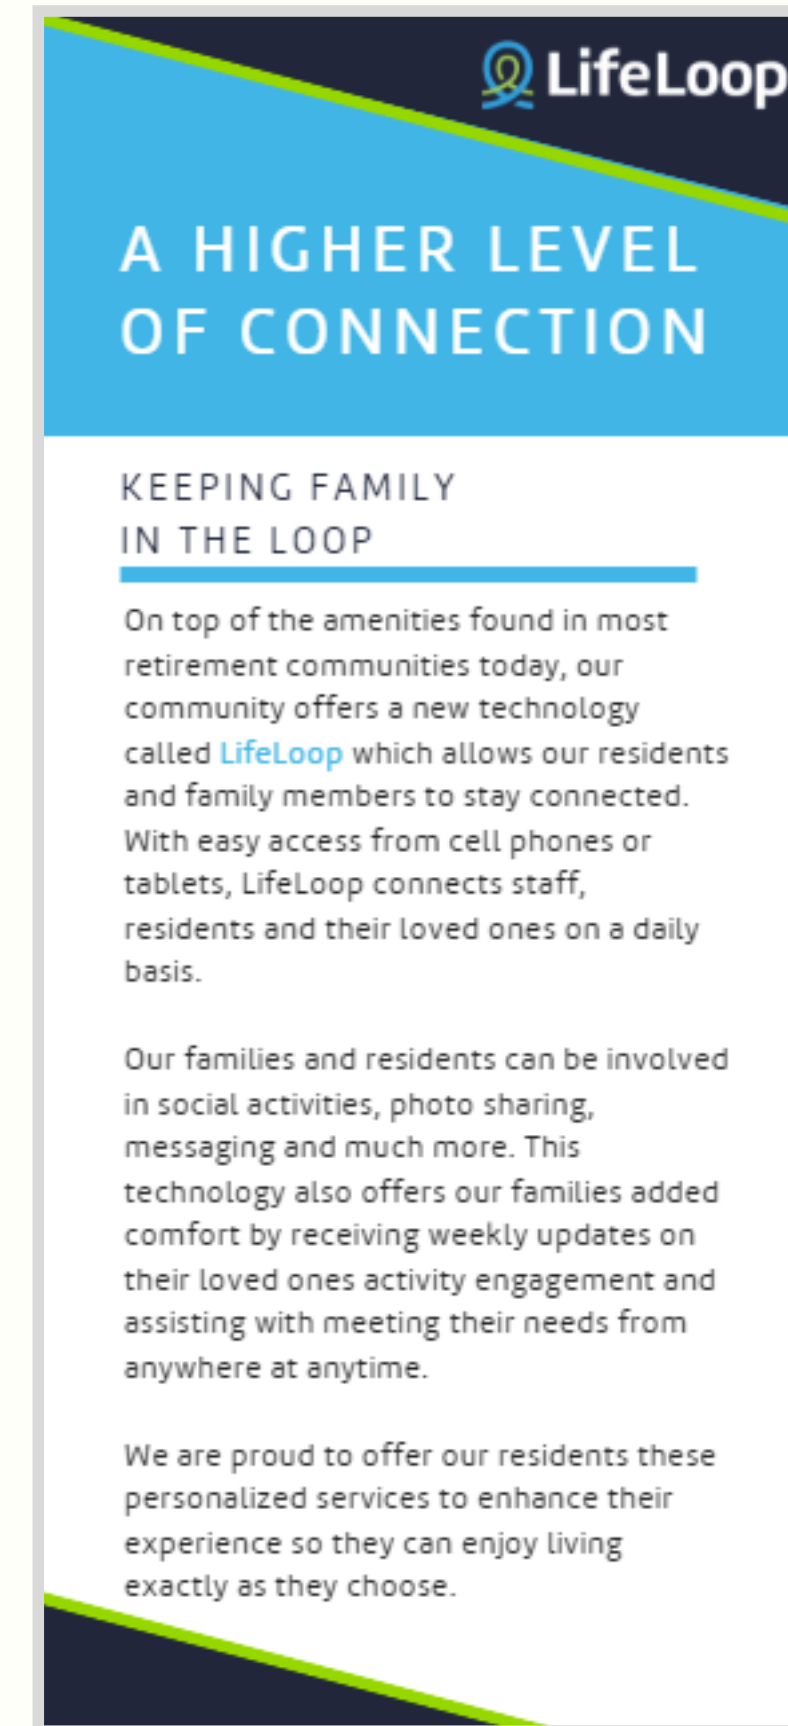 LifeLoop
A HIGHER LEVEL
OF CONNECTION
KEEPING FAMILY
IN THE LOOP
On top of the amenities found in most
retirement communities today, our
community offers a new technology
called LifeLoop which allows our residents
and family members to stay connected.
With easy access from cell phones or
tablets, LifeLoop connects staff,
residents and their loved ones on a daily
basis.
Our families and residents can be involved
in social activities, photo sharing,
messaging and much more. This
technology also offers our families added
comfort by receiving weekly updates on
their loved ones activity engagement and
assisting with meeting their needs from
anywhere at anytime.
We are proud to offer our residents these
personalized services to enhance their
experience so they can enjoy living
exactly as they choose.